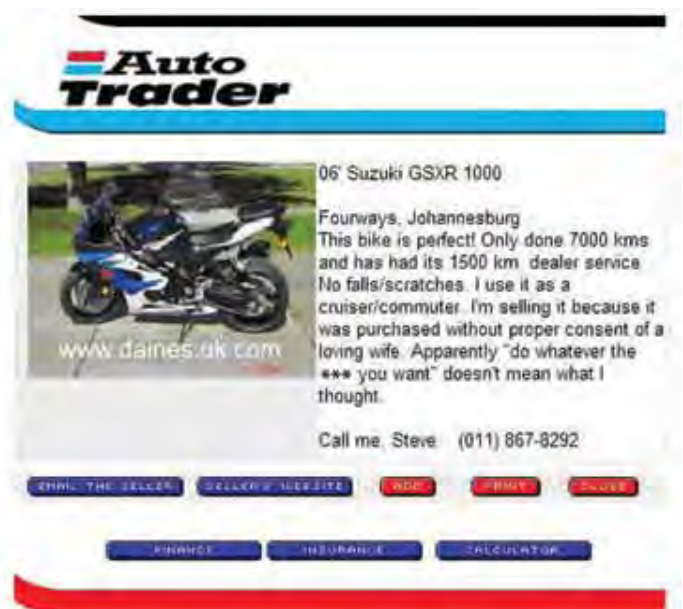 Auto
Trader
06' Suzuki GSXR 1000
Fourways, Johannesburg
This bike is perfect! Only done 7000 kms
and has had its 1500 km dealer service
No falls/scratches. I use it as a
cruiser/commuter. I'm selling it because it
was purchased without proper consent of a
loving wife. Apparently "do whatever the
*** you want" doesn't mean what I
thought.
www.daines.uk.com
Call me, Steve (011) 867-8292
EMAIL THE SELLER SELLER'S WEBSITE ADD PRINT CLOSE
FINANCE INSURANCE CALCULATOR